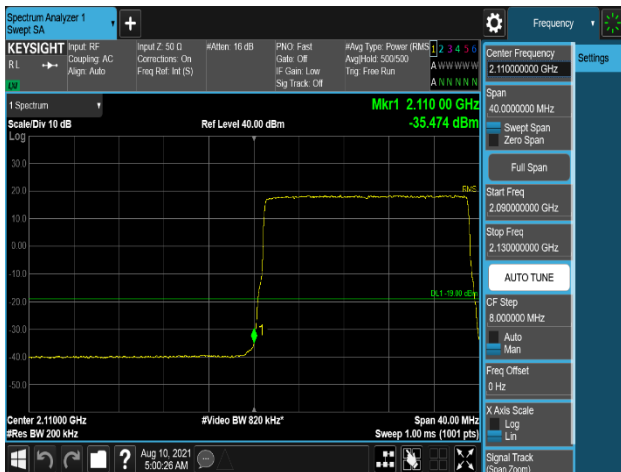 Spectrum Analyzer 1
Swept SA
+
Frequency
KEYSIGHT
RL
Input: RF
Coupling: AC
Align: Auto
Input Z: 50 Ω
Corrections: On
Freq Ref: Int (S)
#Atten: 16 dB
PNO: Fast
Gate: Off
IF Gain: Low
Sig Track: Off
#Avg Type: Power (RMS
Avg|Hold: 500/500
Trig: Free Run
1 2 3 4 5 6
A W W W W W
A N N N N N
1 Spectrum
Scale/Div 10 dB
Ref Level 40.00 dBm
Mkr1 2.110 00 GHz
-35.474 dBm
Log
30.0
20.0
10.0
0.00
-10.0
-20.0
-30.0
-40.0
-50.0
RMS
DL1 -19.00 dBm
1
Center 2.11000 GHz
#Res BW 200 kHz
#Video BW 820 kHz*
Span 40.00 MHz
Sweep 1.00 ms (1001 pts)
?
Aug 10, 2021
5:00:26 AM
Center Frequency
2.110000000 GHz
Span
40.0000000 MHz
Swept Span
Zero Span
Full Span
Start Freq
2.090000000 GHz
Stop Freq
2.130000000 GHz
AUTO TUNE
CF Step
8.000000 MHz
Auto
Man
Freq Offset
0 Hz
X Axis Scale
Log
Lin
Signal Track
(Span Zoom)
Settings